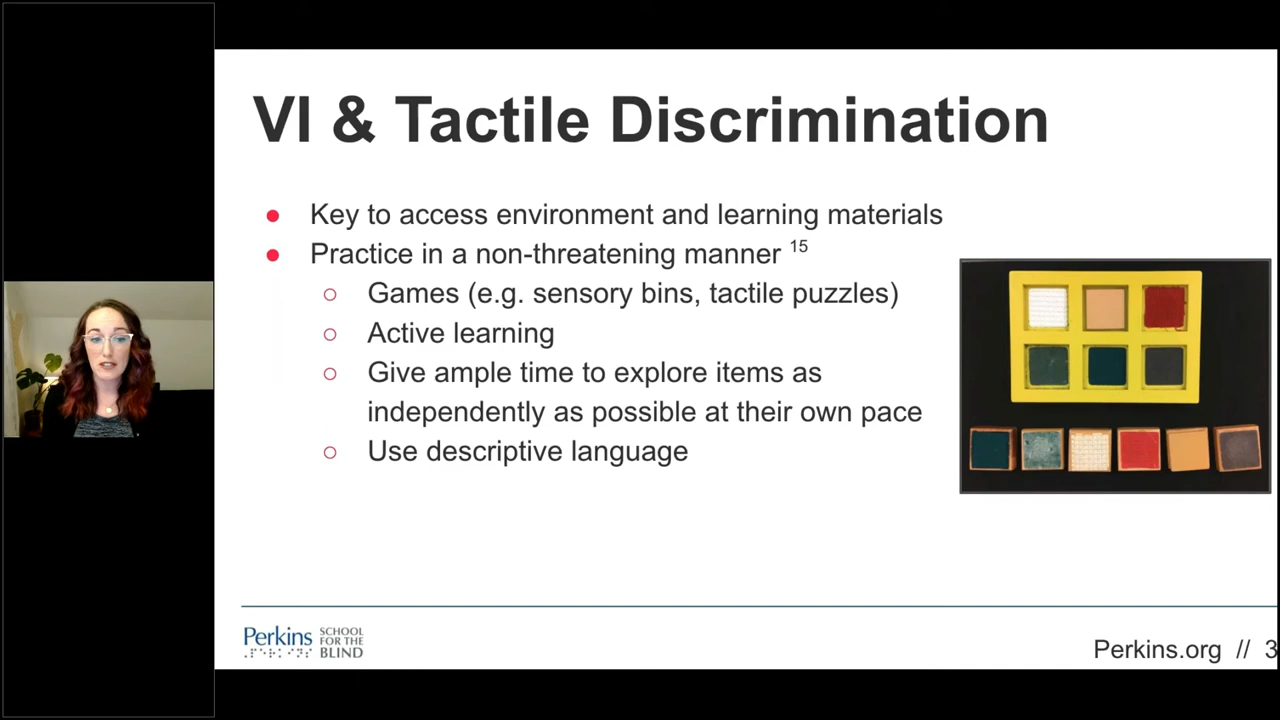 VI & Tactile Discrimination
● Key to access environment and learning materials
● Practice in a non-threatening manner 15
○ Games (e.g. sensory bins, tactile puzzles)
○ Active learning
○ Give ample time to explore items as
independently as possible at their own pace
○ Use descriptive language
Perkins SCHOOL
FOR THE
BLIND
Perkins.org // 3